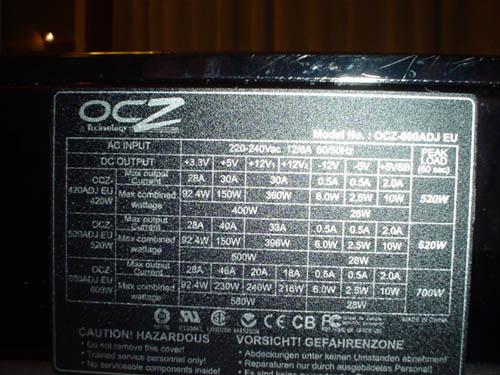 OCZ
Technology
Model No. : OCZ-600ADJ EU
AC INPUT 220-240Vac 12/8A 60/50Hz PEAK LOAD (60 sec)
DC OUTPUT +3.3V +5V +12V1 +12V2 -12V -5V +5VSB
OCZ-420ADJ EU 420W Max output Current 28A 30A 30A 0.5A 0.5A 2.0A 520W
Max combined wattage 92.4W 150W 360W 6.0W 2.5W 10W
400W 28W
OCZ-520ADJ EU 520W Max output Current 28A 40A 33A 0.5A 0.5A 2.0A 620W
Max combined wattage 92.4W 150W 396W 6.0W 2.5W 10W
500W 28W
OCZ-600ADJ EU 600W Max output Current 28A 46A 20A 18A 0.5A 0.5A 2.0A 700W
Max combined wattage 92.4W 230W 240W 216W 6.0W 2.5W 10W
580W 28W
CE CB FC MADE IN CHINA
CAUTION! HAZARDOUS VORSICHT! GEFAHRENZONE
• Do not remove this cover! • Abdeckungen unter keinen Umständen abnehmen!
• Trained service personnel only! • Reparaturen nur durch
• No serviceable components inside!